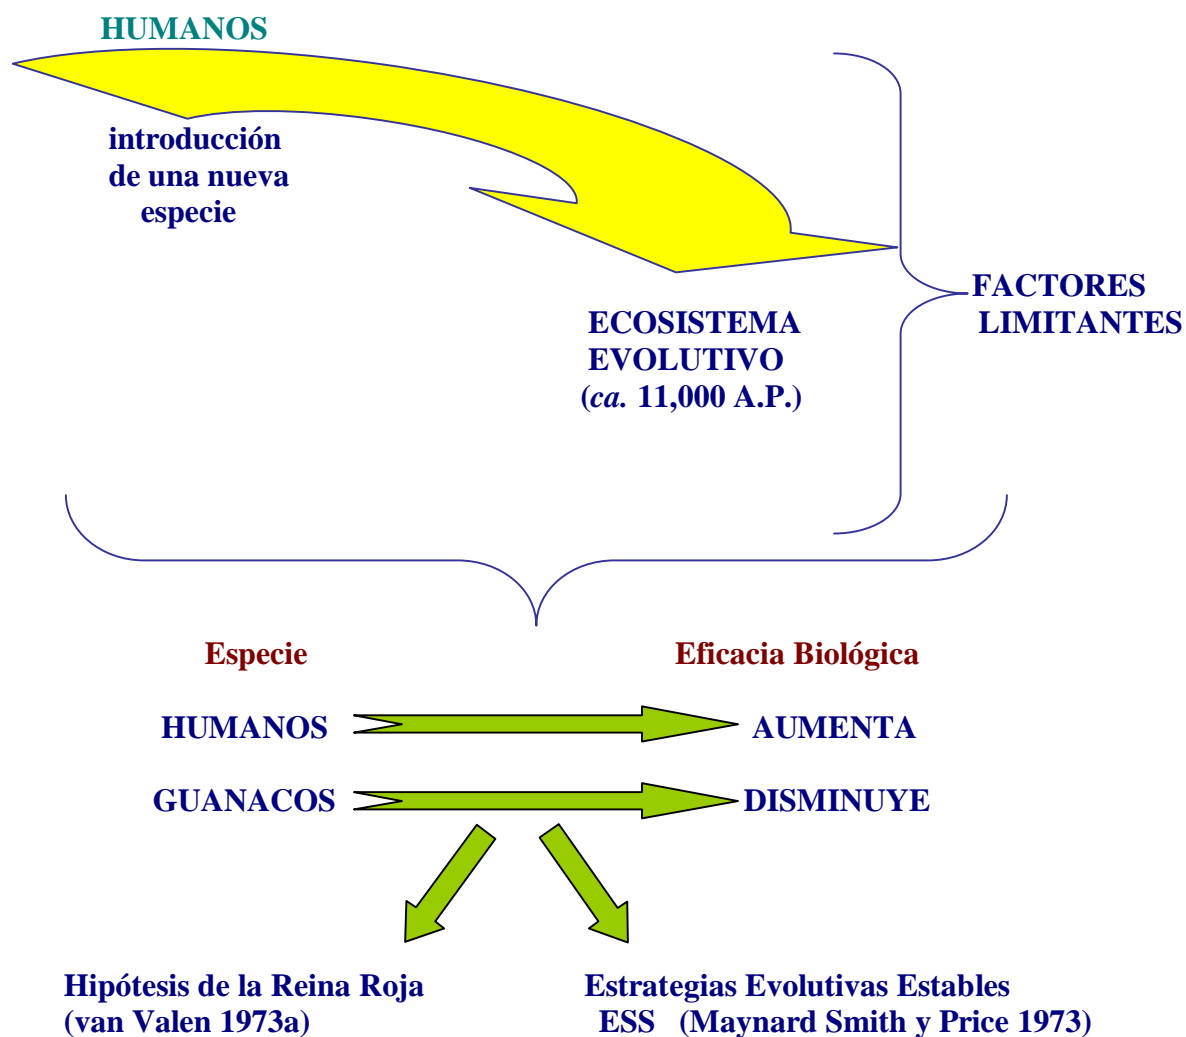 HUMANOS
introducción
de una nueva
especie
FACTORES
LIMITANTES
ECOSISTEMA
EVOLUTIVO
(ca. 11,000 A.P.)
Especie Eficacia Biológica
HUMANOS AUMENTA
GUANACOS DISMINUYE
Hipótesis de la Reina Roja
(van Valen 1973a)
Estrategias Evolutivas Estables
ESS (Maynard Smith y Price 1973)